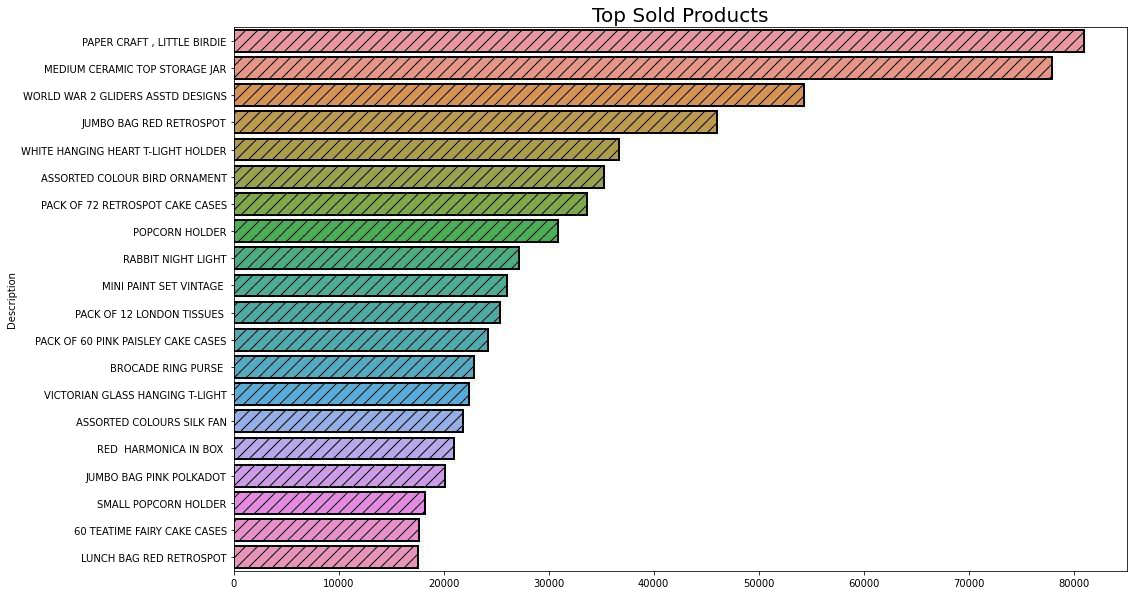 Top Sold Products
PAPER CRAFT , LITTLE BIRDIE
MEDIUM CERAMIC TOP STORAGE JAR
WORLD WAR 2 GLIDERS ASSTD DESIGNS
JUMBO BAG RED RETROSPOT
WHITE HANGING HEART T-LIGHT HOLDER
ASSORTED COLOUR BIRD ORNAMENT
PACK OF 72 RETROSPOT CAKE CASES
POPCORN HOLDER
RABBIT NIGHT LIGHT
MINI PAINT SET VINTAGE
PACK OF 12 LONDON TISSUES
PACK OF 60 PINK PAISLEY CAKE CASES
BROCADE RING PURSE
VICTORIAN GLASS HANGING T-LIGHT
ASSORTED COLOURS SILK FAN
RED  HARMONICA IN BOX
JUMBO BAG PINK POLKADOT
SMALL POPCORN HOLDER
60 TEATIME FAIRY CAKE CASES
LUNCH BAG RED RETROSPOT
Description
0 10000 20000 30000 40000 50000 60000 70000 80000